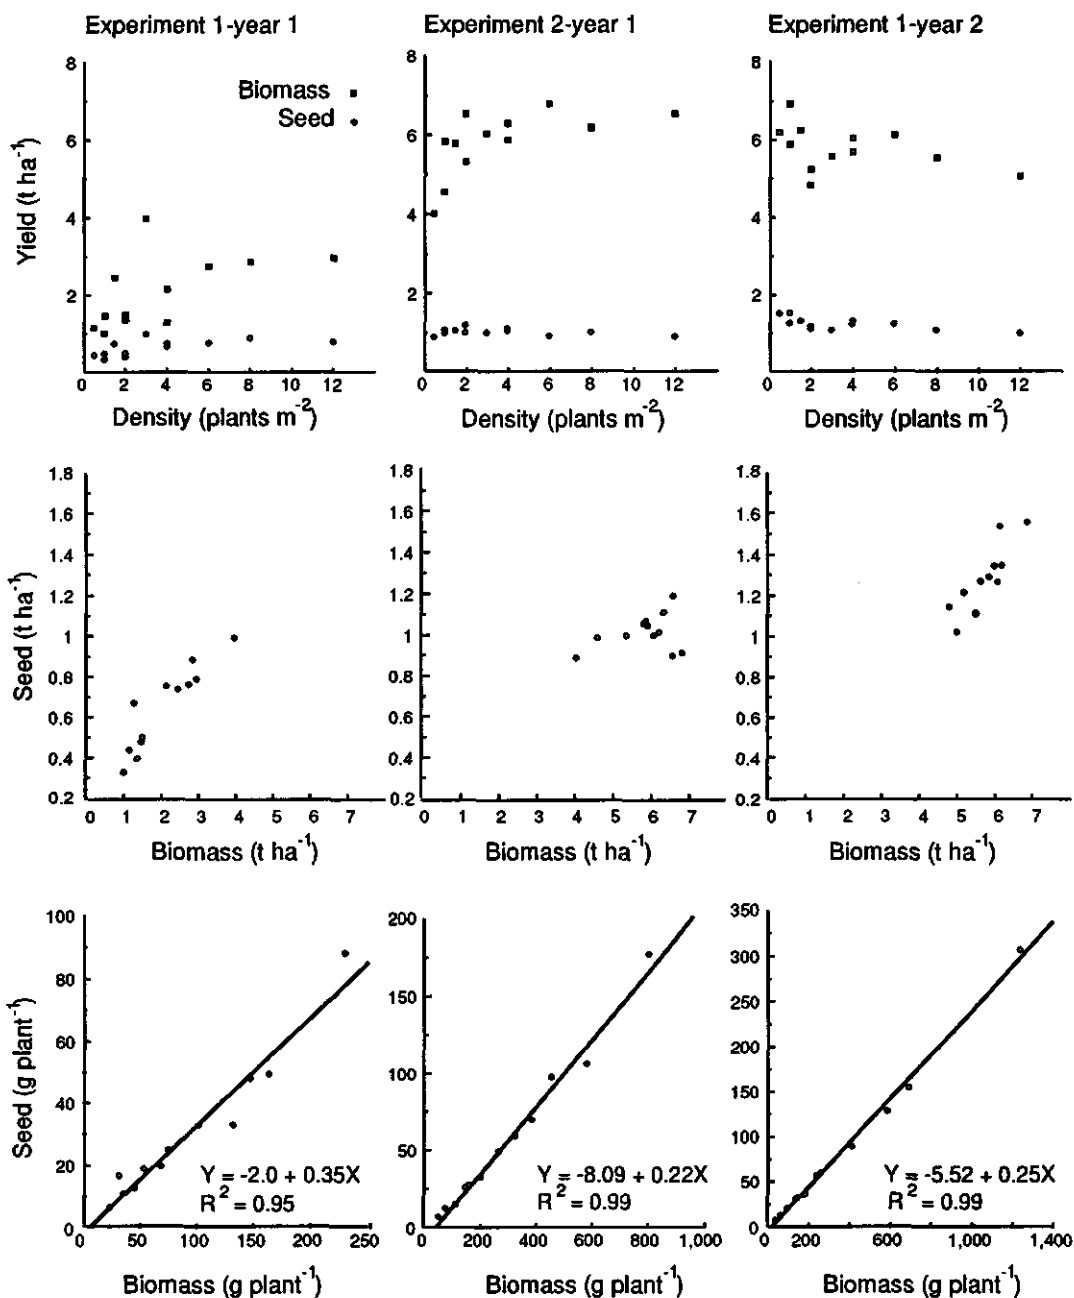 Experiment 1-year 1 Experiment 2-year 1 Experiment 1-year 2
Yield (t ha⁻¹)
Biomass
Seed
8 6 4 2
0 2 4 6 8 10 12
Density (plants m⁻²)
8 6 4 2
0 2 4 6 8 10 12
Density (plants m⁻²)
8 6 4 2
0 2 4 6 8 10 12
Density (plants m⁻²)
Seed (t ha⁻¹)
1.8 1.6 1.4 1.2 1 0.8 0.6 0.4 0.2
0 1 2 3 4 5 6 7
Biomass (t ha⁻¹)
1.8 1.6 1.4 1.2 1 0.8 0.6 0.4 0.2
0 1 2 3 4 5 6 7
Biomass (t ha⁻¹)
1.8 1.6 1.4 1.2 1 0.8 0.6 0.4 0.2
0 1 2 3 4 5 6 7
Biomass (t ha⁻¹)
Seed (g plant⁻¹)
100 80 60 40 20 0
Y = -2.0 + 0.35X
R² = 0.95
0 50 100 150 200 250
Biomass (g plant⁻¹)
200 150 100 50 0
Y = -8.09 + 0.22X
R² = 0.99
0 200 400 600 800 1,000
Biomass (g plant⁻¹)
350 300 250 200 150 100 50 0
Y = -5.52 + 0.25X
R² = 0.99
0 200 600 1,000 1,400
Biomass (g plant⁻¹)